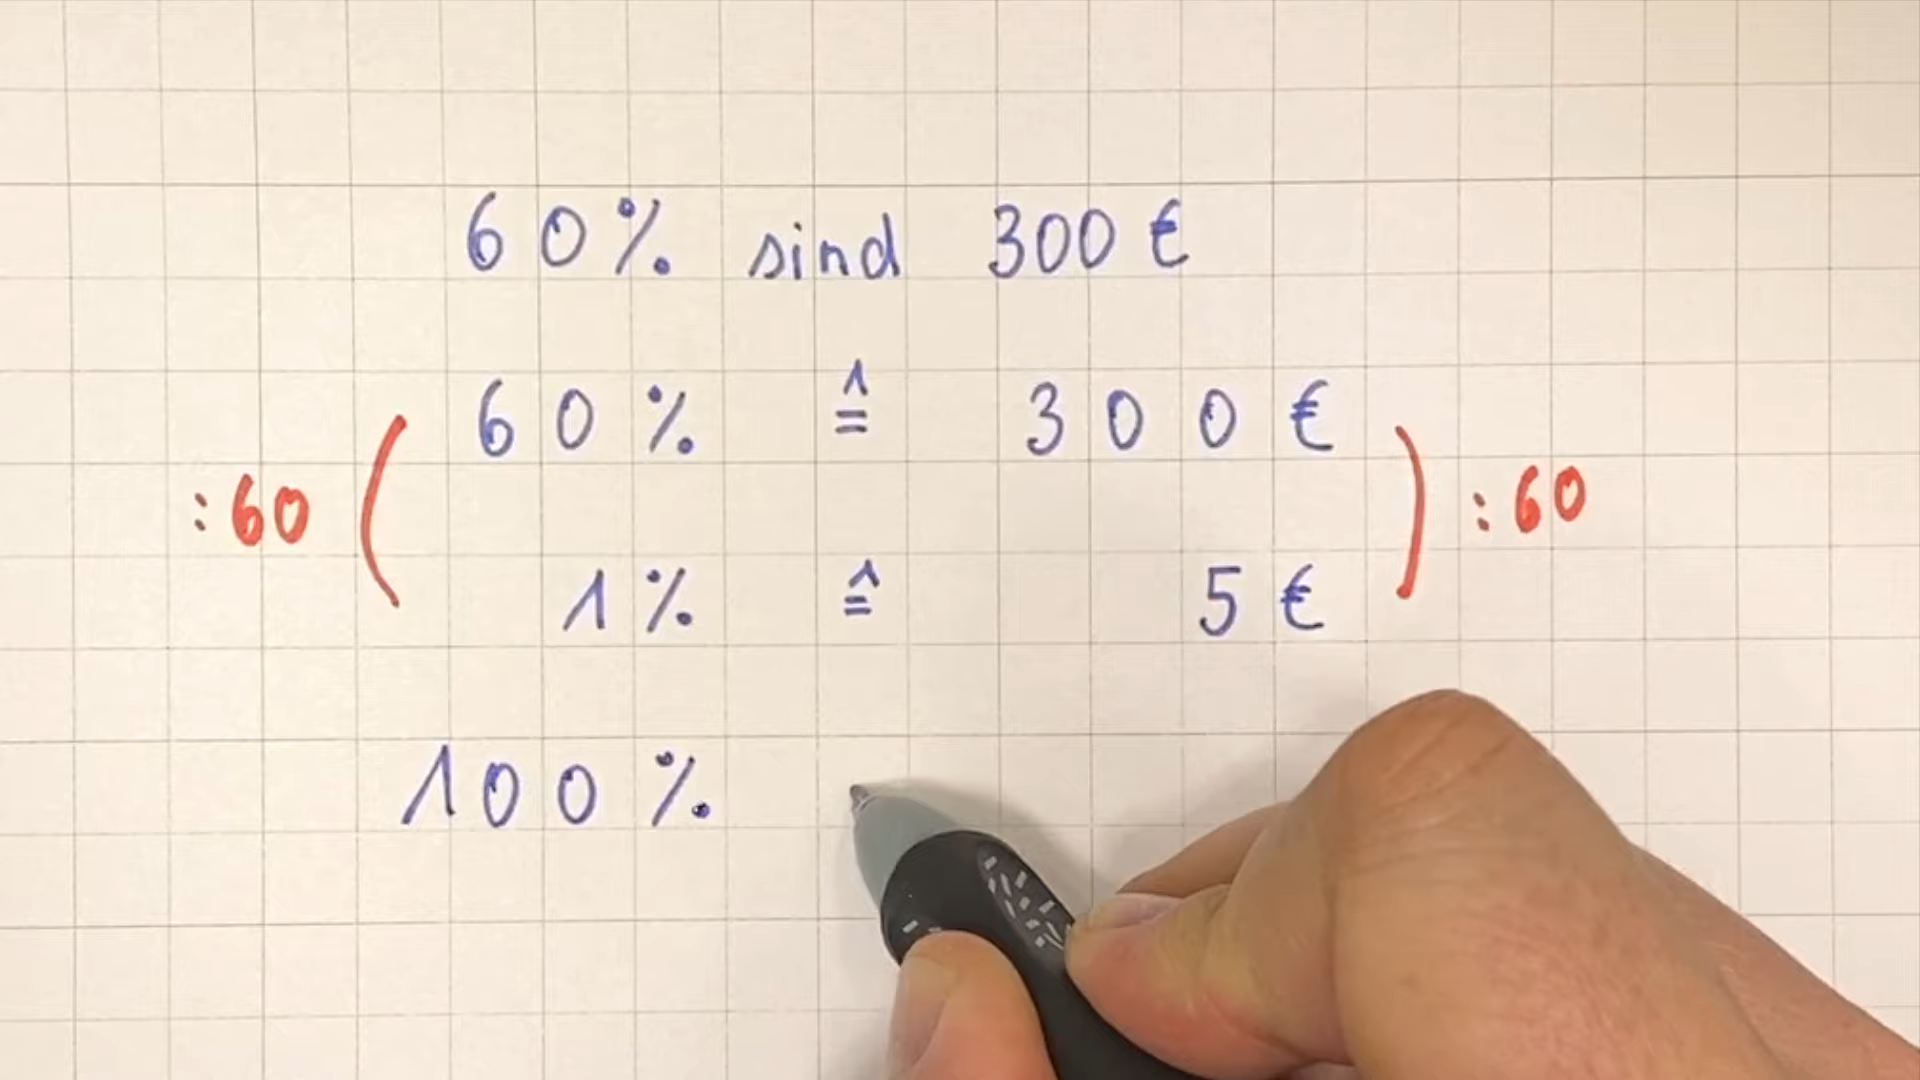 60% sind 300 €
60% ≙ 300 €
:60 ( ) :60
1% ≙ 5 €
100%